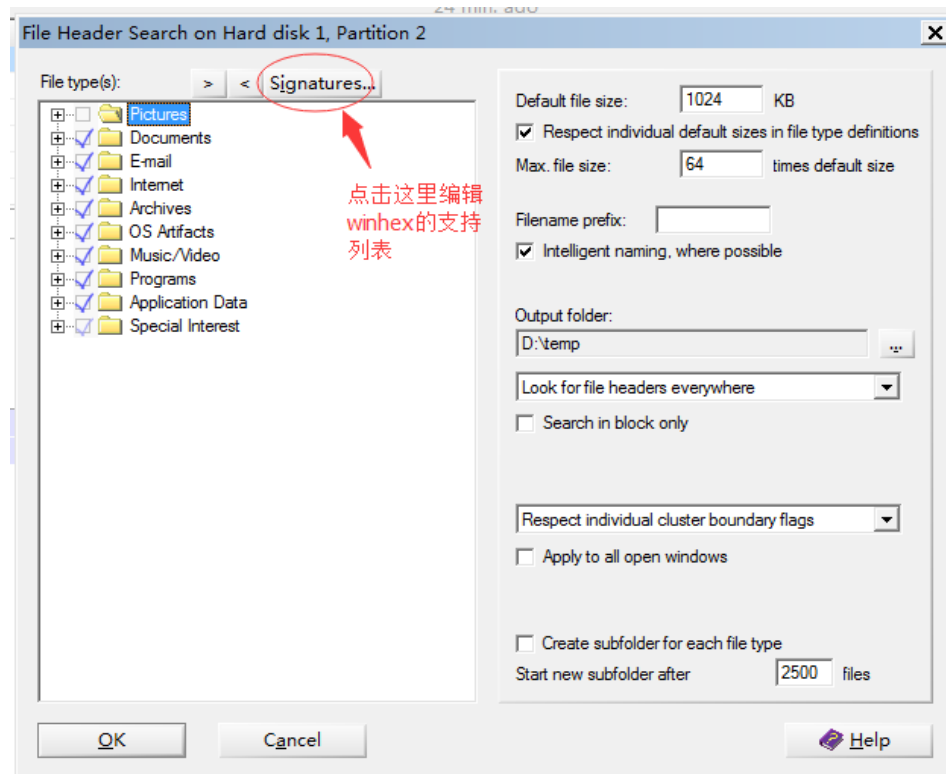 24 min. ago
File Header Search on Hard disk 1, Partition 2
File type(s):
> < Signatures...
Pictures
Documents
E-mail
Internet
Archives
OS Artifacts
Music/Video
Programs
Application Data
Special Interest
点击这里编辑
winhex的支持
列表
Default file size: 1024 KB
Respect individual default sizes in file type definitions
Max. file size: 64 times default size
Filename prefix:
Intelligent naming, where possible
Output folder:
D:\temp
...
Look for file headers everywhere
Search in block only
Respect individual cluster boundary flags
Apply to all open windows
Create subfolder for each file type
Start new subfolder after 2500 files
OK Cancel Help